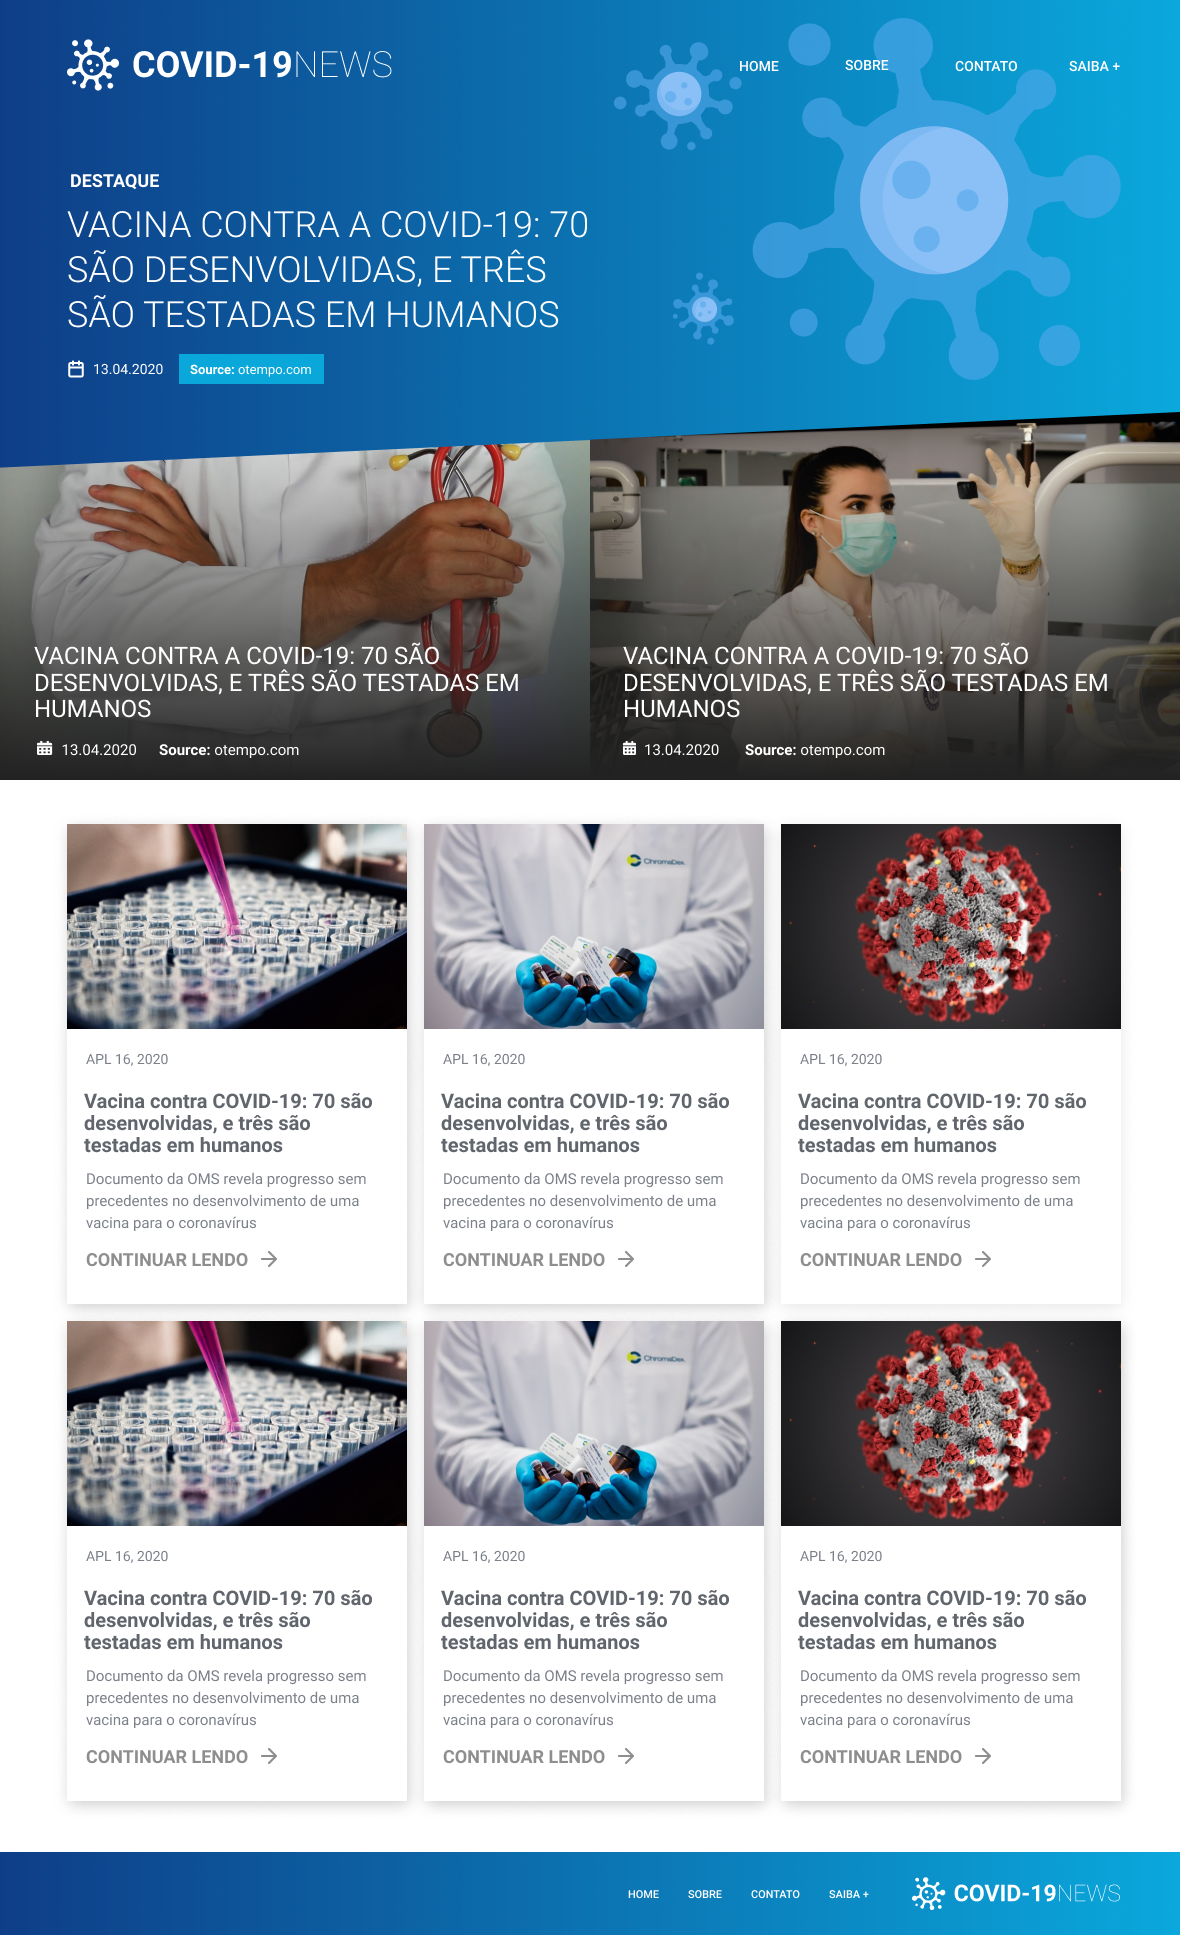 COVID-19NEWS
HOME
SOBRE
CONTATO
SAIBA +
DESTAQUE
VACINA CONTRA A COVID-19: 70
SÃO DESENVOLVIDAS, E TRÊS
SÃO TESTADAS EM HUMANOS
13.04.2020
Source: otempo.com
VACINA CONTRA A COVID-19: 70 SÃO
DESENVOLVIDAS, E TRÊS SÃO TESTADAS EM
HUMANOS
13.04.2020
Source: otempo.com
VACINA CONTRA A COVID-19: 70 SÃO
DESENVOLVIDAS, E TRÊS SÃO TESTADAS EM
HUMANOS
13.04.2020
Source: otempo.com
APL 16, 2020
Vacina contra COVID-19: 70 são
desenvolvidas, e três são
testadas em humanos
Documento da OMS revela progresso sem
precedentes no desenvolvimento de uma
vacina para o coronavírus
CONTINUAR LENDO
ChromaDex
APL 16, 2020
Vacina contra COVID-19: 70 são
desenvolvidas, e três são
testadas em humanos
Documento da OMS revela progresso sem
precedentes no desenvolvimento de uma
vacina para o coronavírus
CONTINUAR LENDO
APL 16, 2020
Vacina contra COVID-19: 70 são
desenvolvidas, e três são
testadas em humanos
Documento da OMS revela progresso sem
precedentes no desenvolvimento de uma
vacina para o coronavírus
CONTINUAR LENDO
APL 16, 2020
Vacina contra COVID-19: 70 são
desenvolvidas, e três são
testadas em humanos
Documento da OMS revela progresso sem
precedentes no desenvolvimento de uma
vacina para o coronavírus
CONTINUAR LENDO
ChromaDex
APL 16, 2020
Vacina contra COVID-19: 70 são
desenvolvidas, e três são
testadas em humanos
Documento da OMS revela progresso sem
precedentes no desenvolvimento de uma
vacina para o coronavírus
CONTINUAR LENDO
APL 16, 2020
Vacina contra COVID-19: 70 são
desenvolvidas, e três são
testadas em humanos
Documento da OMS revela progresso sem
precedentes no desenvolvimento de uma
vacina para o coronavírus
CONTINUAR LENDO
HOME
SOBRE
CONTATO
SAIBA +
COVID-19NEWS